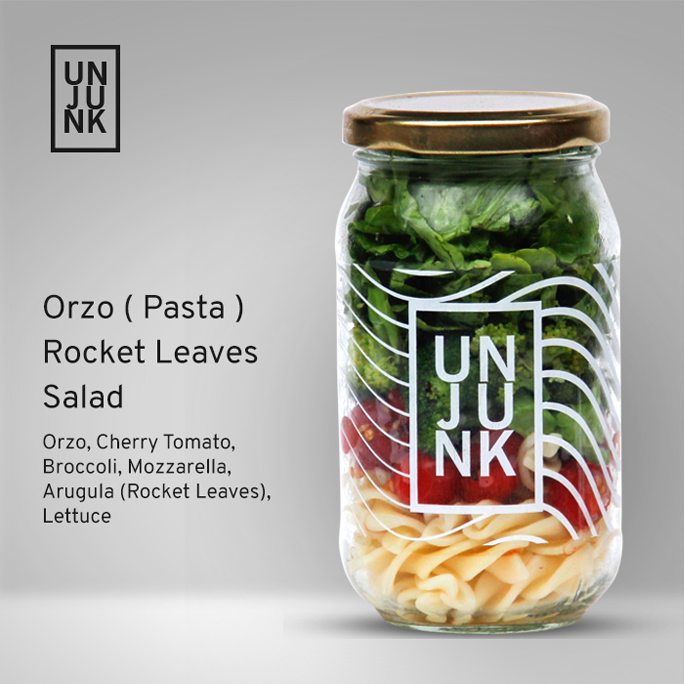 UN
JU
NK
Orzo ( Pasta )
Rocket Leaves
Salad
Orzo, Cherry Tomato,
Broccoli, Mozzarella,
Arugula (Rocket Leaves),
Lettuce
UN
JU
NK